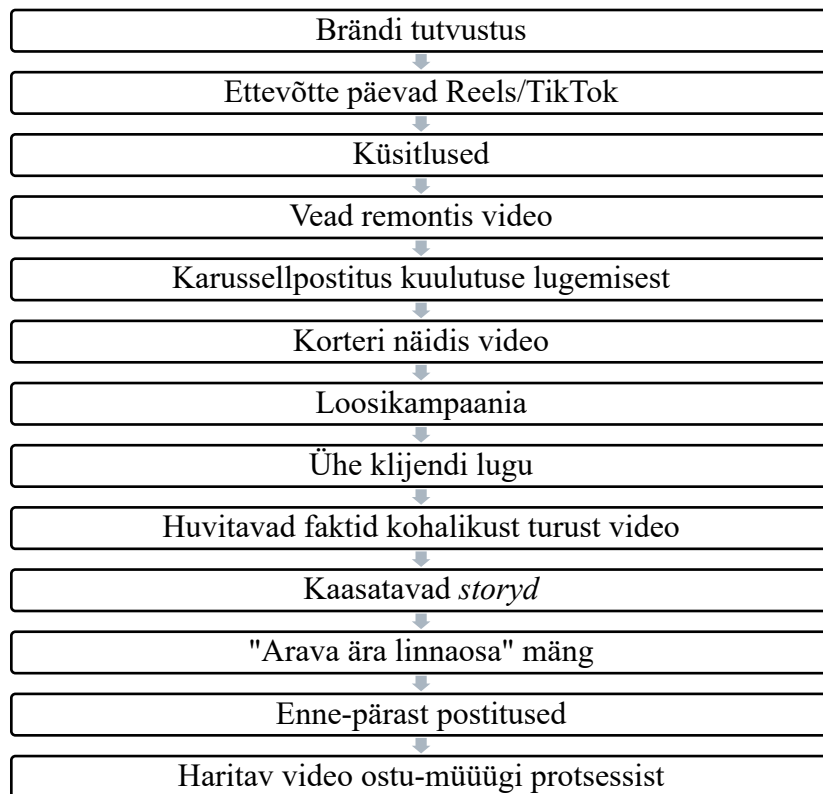 Brändi tutvustus
Ettevõtte päevad Reels/TikTok
Küsitlused
Vead remontis video
Karussellpostitus kuulutuse lugemisest
Korteri näidis video
Loosikampaania
Ühe klijendi lugu
Huvitavad faktid kohalikust turust video
Kaasatavad storyd
"Arava ära linnaosa" mäng
Enne-pärast postitused
Haritav video ostu-müüügi protsessist